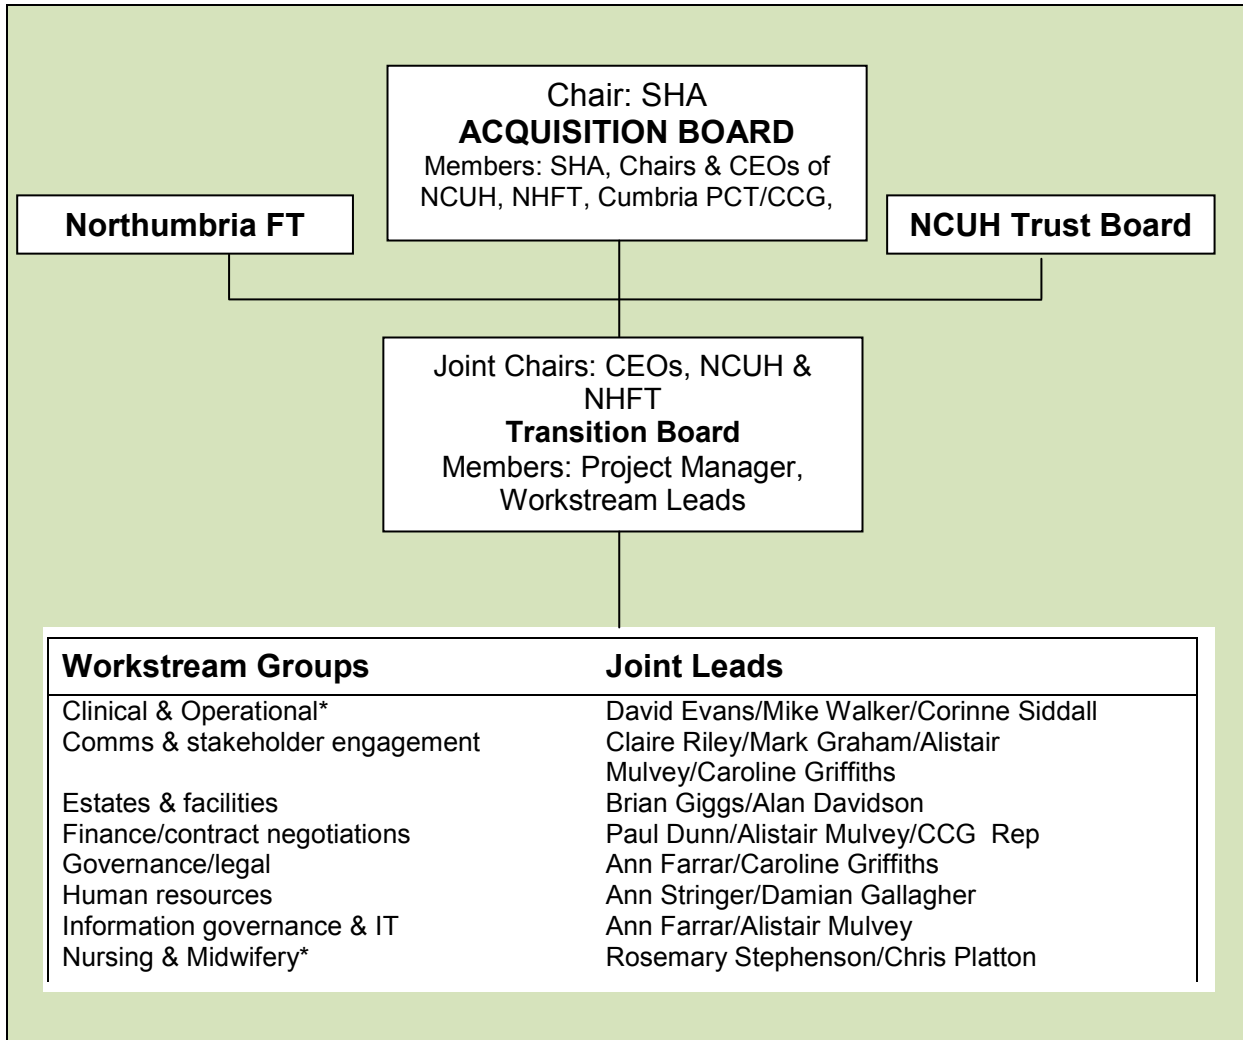 Chair: SHA
ACQUISITION BOARD
Members: SHA, Chairs & CEOs of
NCUH, NHFT, Cumbria PCT/CCG,
Northumbria FT
NCUH Trust Board
Joint Chairs: CEOs, NCUH &
NHFT
Transition Board
Members: Project Manager,
Workstream Leads
Workstream Groups Joint Leads
Clinical & Operational* David Evans/Mike Walker/Corinne Siddall
Comms & stakeholder engagement Claire Riley/Mark Graham/Alistair
Mulvey/Caroline Griffiths
Estates & facilities Brian Giggs/Alan Davidson
Finance/contract negotiations Paul Dunn/Alistair Mulvey/CCG  Rep
Governance/legal Ann Farrar/Caroline Griffiths
Human resources Ann Stringer/Damian Gallagher
Information governance & IT Ann Farrar/Alistair Mulvey
Nursing & Midwifery* Rosemary Stephenson/Chris Platton